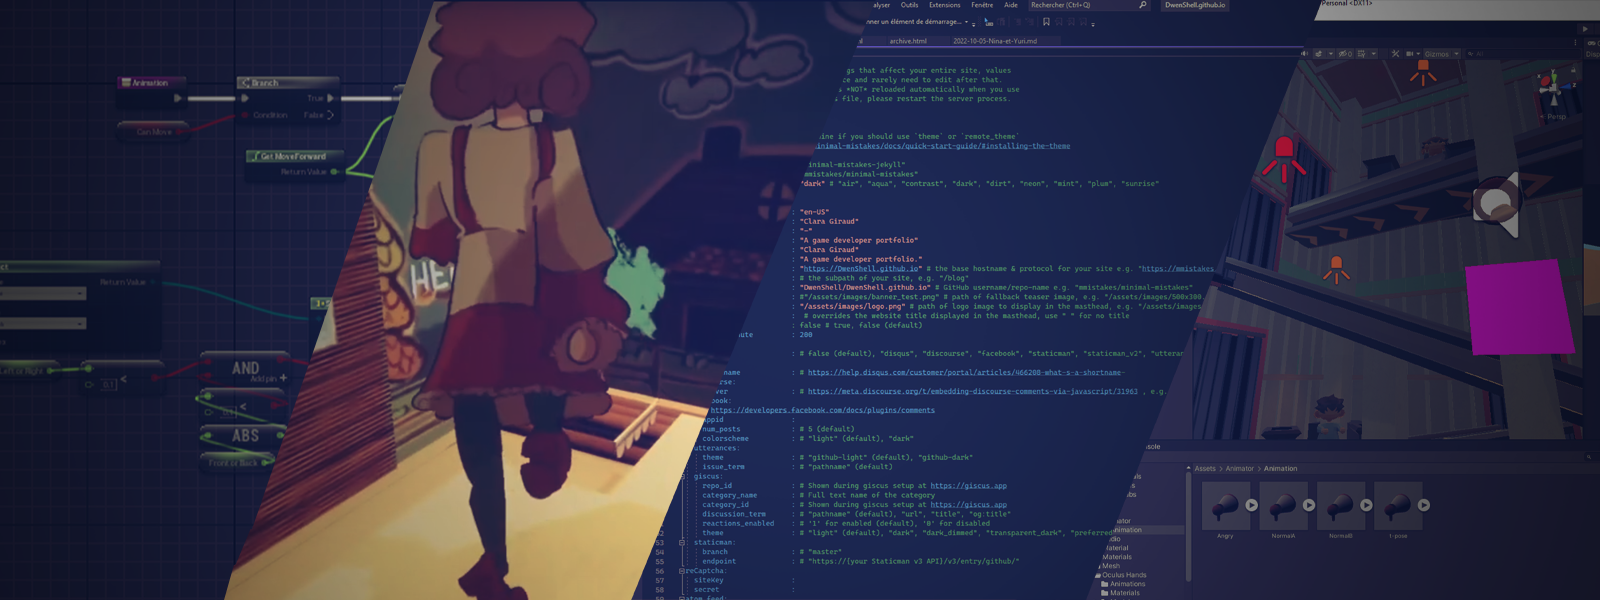 Animation
Branch
True
Condition
False
Can Move
Get MoveForward
Return Value
Return Value
Left or Right
0.1
<
AND
Add pin +
<
ABS
Front or Back
HE
alyser Outils Extensions Fenêtre Aide Rechercher (Ctrl+Q) DwenShell.github.io
nner un élément de démarrage...
archive.html 2022-10-05-Nina-et-Yuri.md
gs that affect your entire site, values
ce and rarely need to edit after that.
s *NOT* reloaded automatically when you use
s file, please restart the server process.
ine if you should use `theme` or `remote_theme`
inimal-mistakes/docs/quick-start-guide/#installing-the-theme
inimal-mistakes-jekyll"
mmistakes/minimal-mistakes"
"dark" # "air", "aqua", "contrast", "dark", "dirt", "neon", "mint", "plum", "sunrise"
: "en-US"
: "Clara Giraud"
: "-"
: "A game developer portfolio"
: "Clara Giraud"
: "A game developer portfolio."
: "https://DwenShell.github.io" # the base hostname & protocol for your site e.g. "https://mmistakes
: # the subpath of your site, e.g. "/blog"
: "DwenShell/DwenShell.github.io" # GitHub username/repo-name e.g. "mmistakes/minimal-mistakes"
: #"/assets/images/banner_test.png" # path of fallback teaser image, e.g. "/assets/images/500x300
: "/assets/images/logo.png" # path of logo image to display in the masthead, e.g. "/assets/images
: # overrides the website title displayed in the masthead, use " " for no title
: false # true, false (default)
nute : 200
: # false (default), "disqus", "discourse", "facebook", "staticman", "staticman_v2", "utteran
name : # https://help.disqus.com/customer/portal/articles/466208-what-s-a-shortname-
urse:
ver : # https://meta.discourse.org/t/embedding-discourse-comments-via-javascript/31963 , e.g.
book:
https://developers.facebook.com/docs/plugins/comments
appid :
num_posts : # 5 (default)
colorscheme : # "light" (default), "dark"
utterances:
theme : # "github-light" (default), "github-dark"
issue_term : # "pathname" (default)
giscus:
repo_id : # Shown during giscus setup at https://giscus.app
category_name : # Full text name of the category
category_id : # Shown during giscus setup at https://giscus.app
discussion_term : # "pathname" (default), "url", "title", "og:title"
reactions_enabled : # '1' for enabled (default), '0' for disabled
theme : # "light" (default), "dark", "dark_dimmed", "transparent_dark", "preferred
53 staticman:
54 branch : # "master"
55 endpoint : # "https://{your Staticman v3 API}/v3/entry/github/"
56 reCaptcha:
57 siteKey :
58 secret :
59 atom_feed:
Personal <DX11>
Gizmos
Persp
sole
Assets > Animator > Animation
Angry NormalA NormalB t-pose
ator
nimation
dio
aterial
Materials
Mesh
Oculus Hands
Animations
Materials